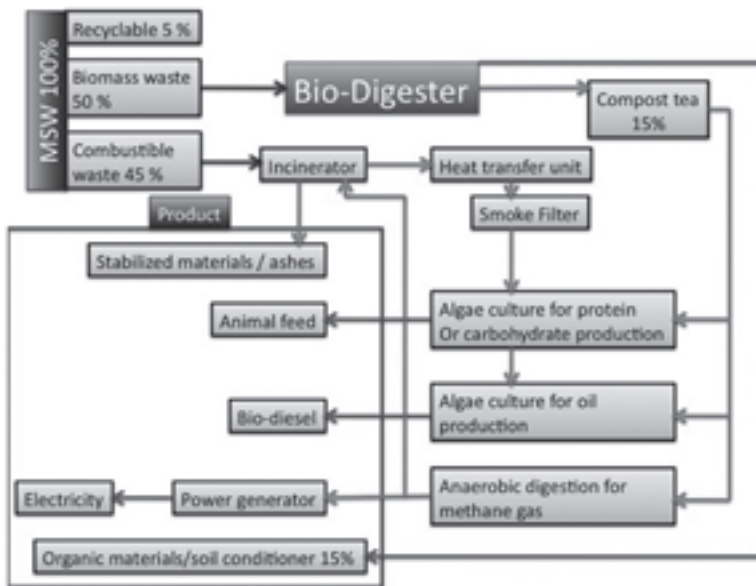 MSW 100%
Recyclable 5 %
Biomass waste
50 %
Combustible
waste 45 %
Bio-Digester
Compost tea
15%
Incinerator
Heat transfer unit
Smoke Filter
Product
Stabilized materials / ashes
Animal feed
Algae culture for protein
Or carbohydrate production
Bio-diesel
Algae culture for oil
production
Electricity
Power generator
Anaerobic digestion for
methane gas
Organic materials/soil conditioner 15%